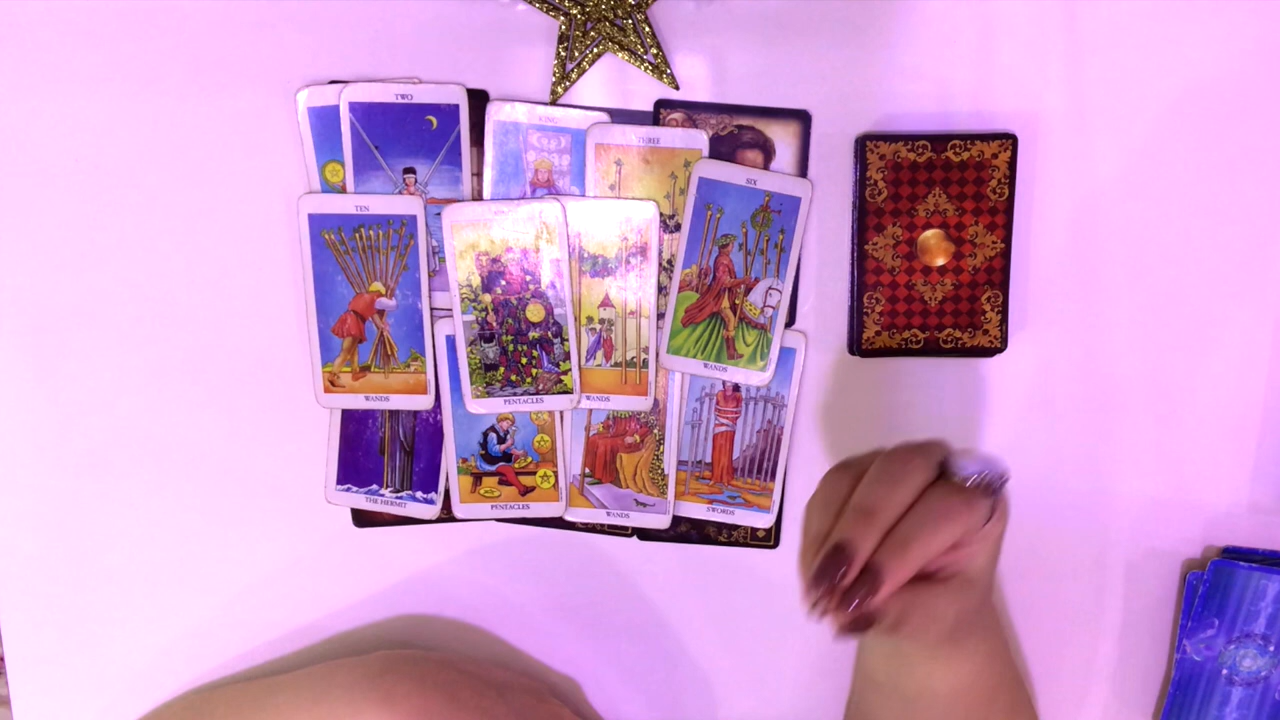 TWO
KING
THREE
SIX
TEN
WANDS
PENTACLES
WANDS
WANDS
THE HERMIT
PENTACLES
WANDS
SWORDS